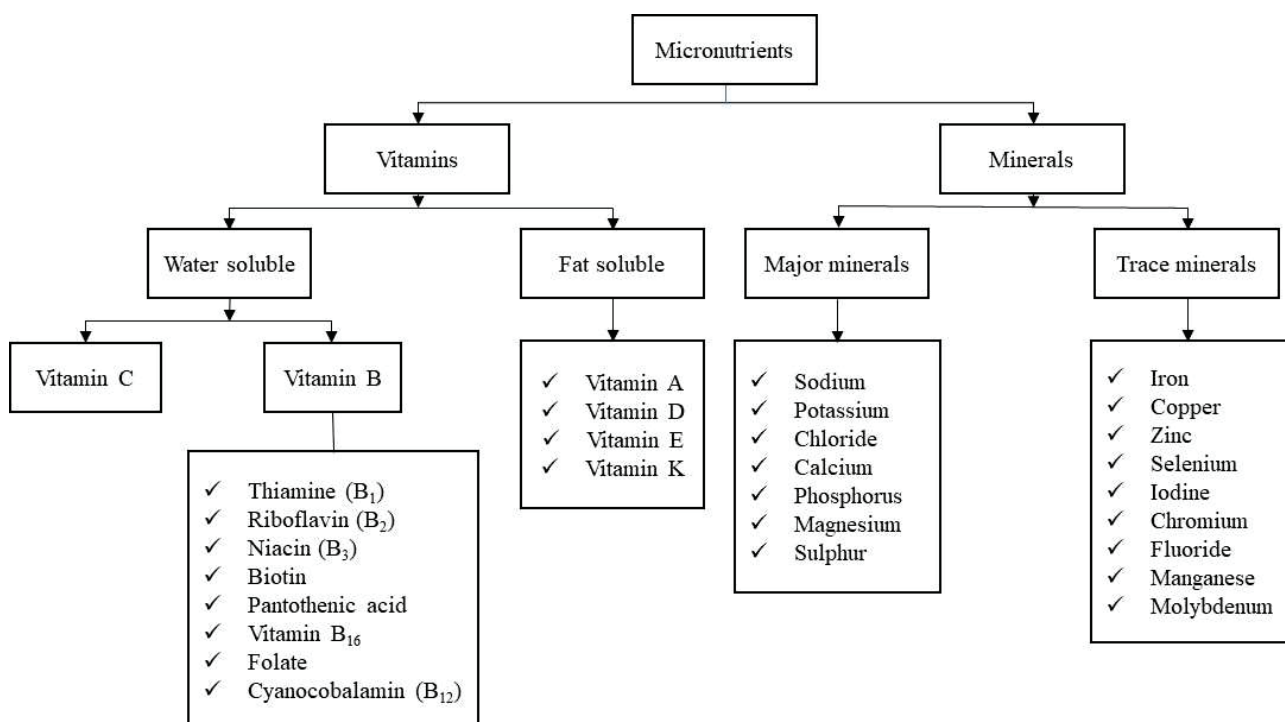 Micronutrients
Vitamins
Minerals
Water soluble
Fat soluble
Major minerals
Trace minerals
Vitamin C
Vitamin B
✓ Vitamin A
✓ Vitamin D
✓ Vitamin E
✓ Vitamin K
✓ Sodium
✓ Potassium
✓ Chloride
✓ Calcium
✓ Phosphorus
✓ Magnesium
✓ Sulphur
✓ Iron
✓ Copper
✓ Zinc
✓ Selenium
✓ Iodine
✓ Chromium
✓ Fluoride
✓ Manganese
✓ Molybdenum
✓ Thiamine (B₁)
✓ Riboflavin (B₂)
✓ Niacin (B₃)
✓ Biotin
✓ Pantothenic acid
✓ Vitamin B₁₆
✓ Folate
✓ Cyanocobalamin (B₁₂)